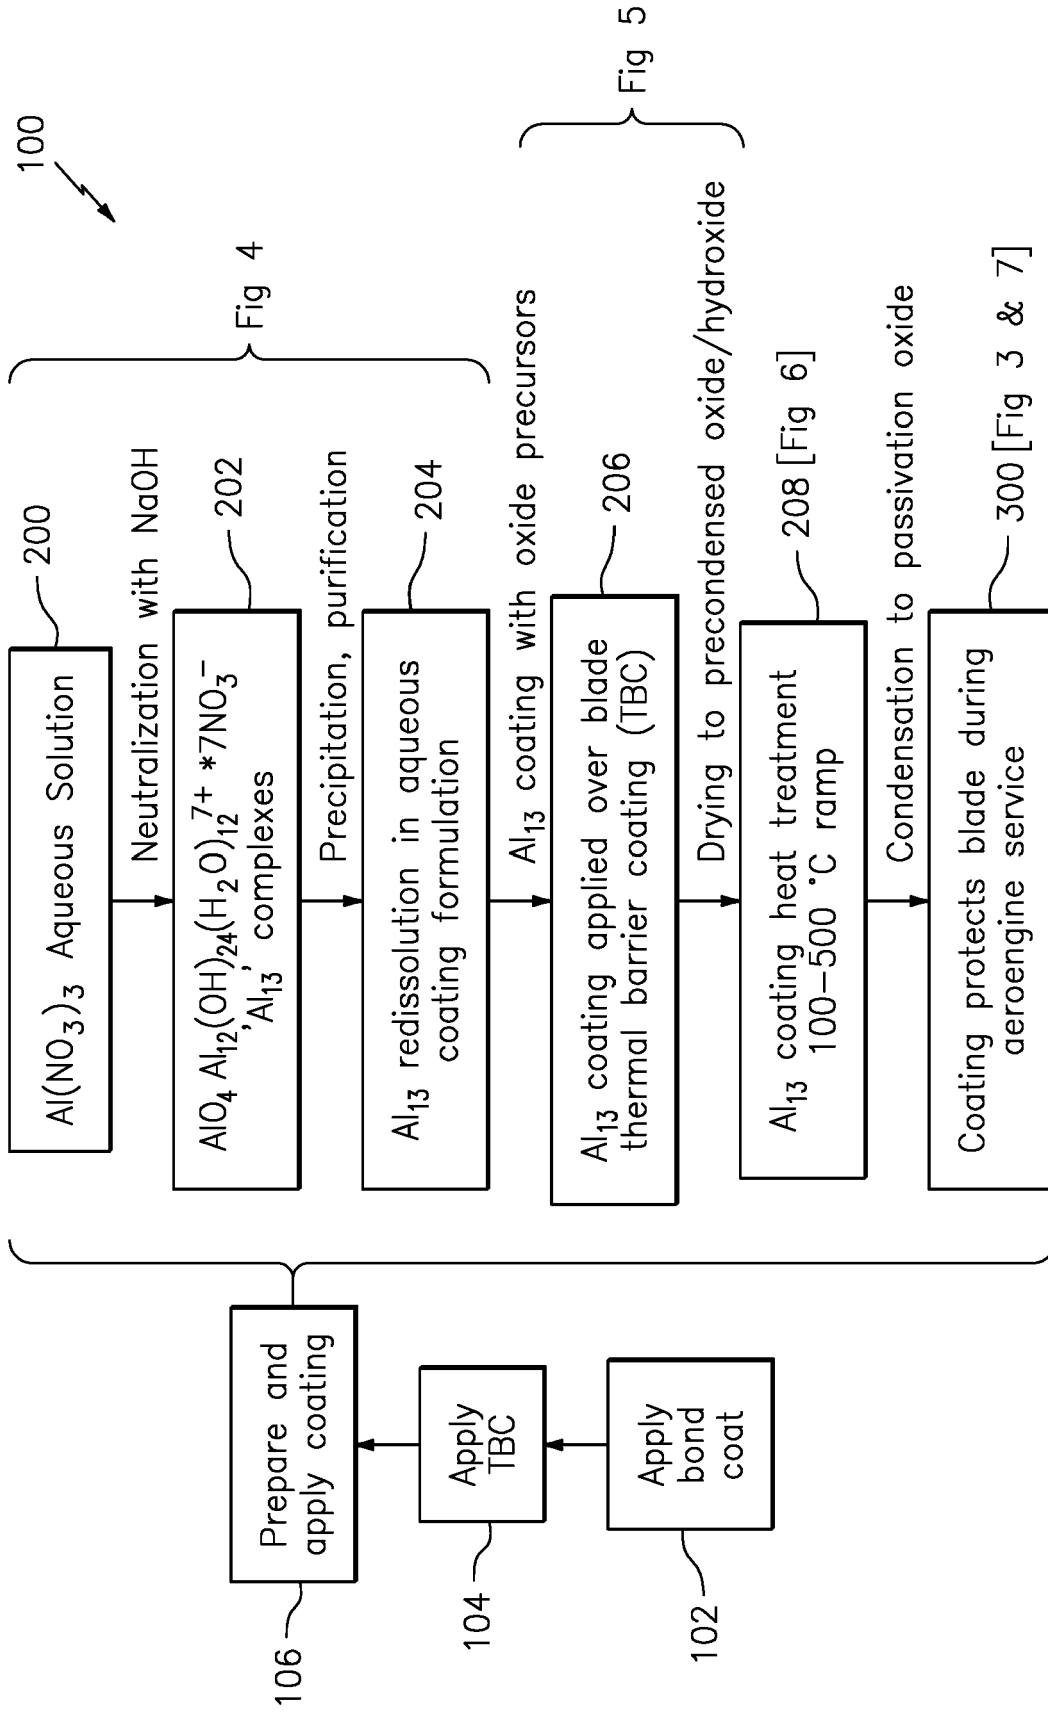 100
Al(NO3)3 Aqueous Solution
200
Neutralization with NaOH
AlO4 Al12(OH)24(H2O)12 7+ *7NO3−
'Al13' complexes
202
Precipitation, purification
Al13 redissolution in aqueous
coating formulation
204
Fig 4
Al13 coating with oxide precursors
Al13 coating applied over blade
thermal barrier coating (TBC)
206
Drying to precondensed oxide/hydroxide
Fig 5
Al13 coating heat treatment
100–500 °C ramp
208 [Fig 6]
Condensation to passivation oxide
Coating protects blade during
aeroengine service
300 [Fig 3 & 7]
Prepare and
apply coating
106
Apply
TBC
104
Apply
bond
coat
102